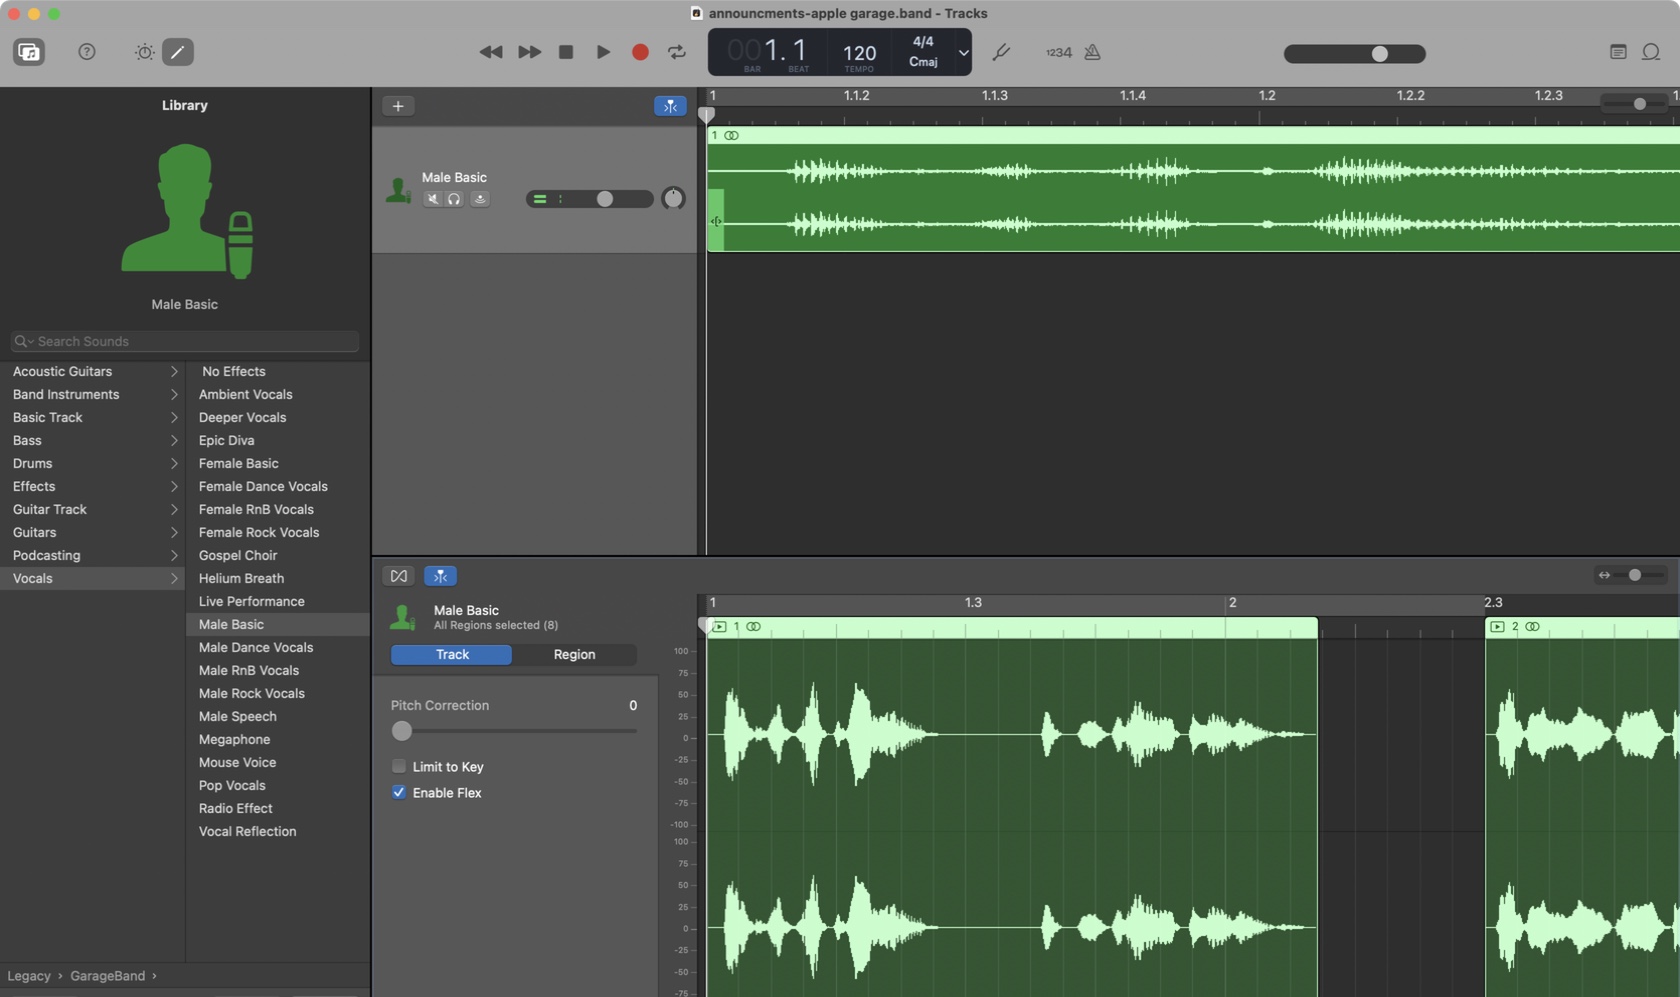 announcments-apple garage.band - Tracks
001.1
BAR BEAT
120
TEMPO
4/4
Cmaj
1234
Library
Male Basic
Search Sounds
Acoustic Guitars
Band Instruments
Basic Track
Bass
Drums
Effects
Guitar Track
Guitars
Podcasting
Vocals
No Effects
Ambient Vocals
Deeper Vocals
Epic Diva
Female Basic
Female Dance Vocals
Female RnB Vocals
Female Rock Vocals
Gospel Choir
Helium Breath
Live Performance
Male Basic
Male Dance Vocals
Male RnB Vocals
Male Rock Vocals
Male Speech
Megaphone
Mouse Voice
Pop Vocals
Radio Effect
Vocal Reflection
Legacy › GarageBand ›
Male Basic
1 1.1.2 1.1.3 1.1.4 1.2 1.2.2 1.2.3
1
Male Basic
All Regions selected (8)
Track Region
Pitch Correction 0
Limit to Key
Enable Flex
1 1.3 2 2.3
1
2
100
75
50
25
0
-25
-50
-75
-100
100
75
50
25
0
-25
-50
-75